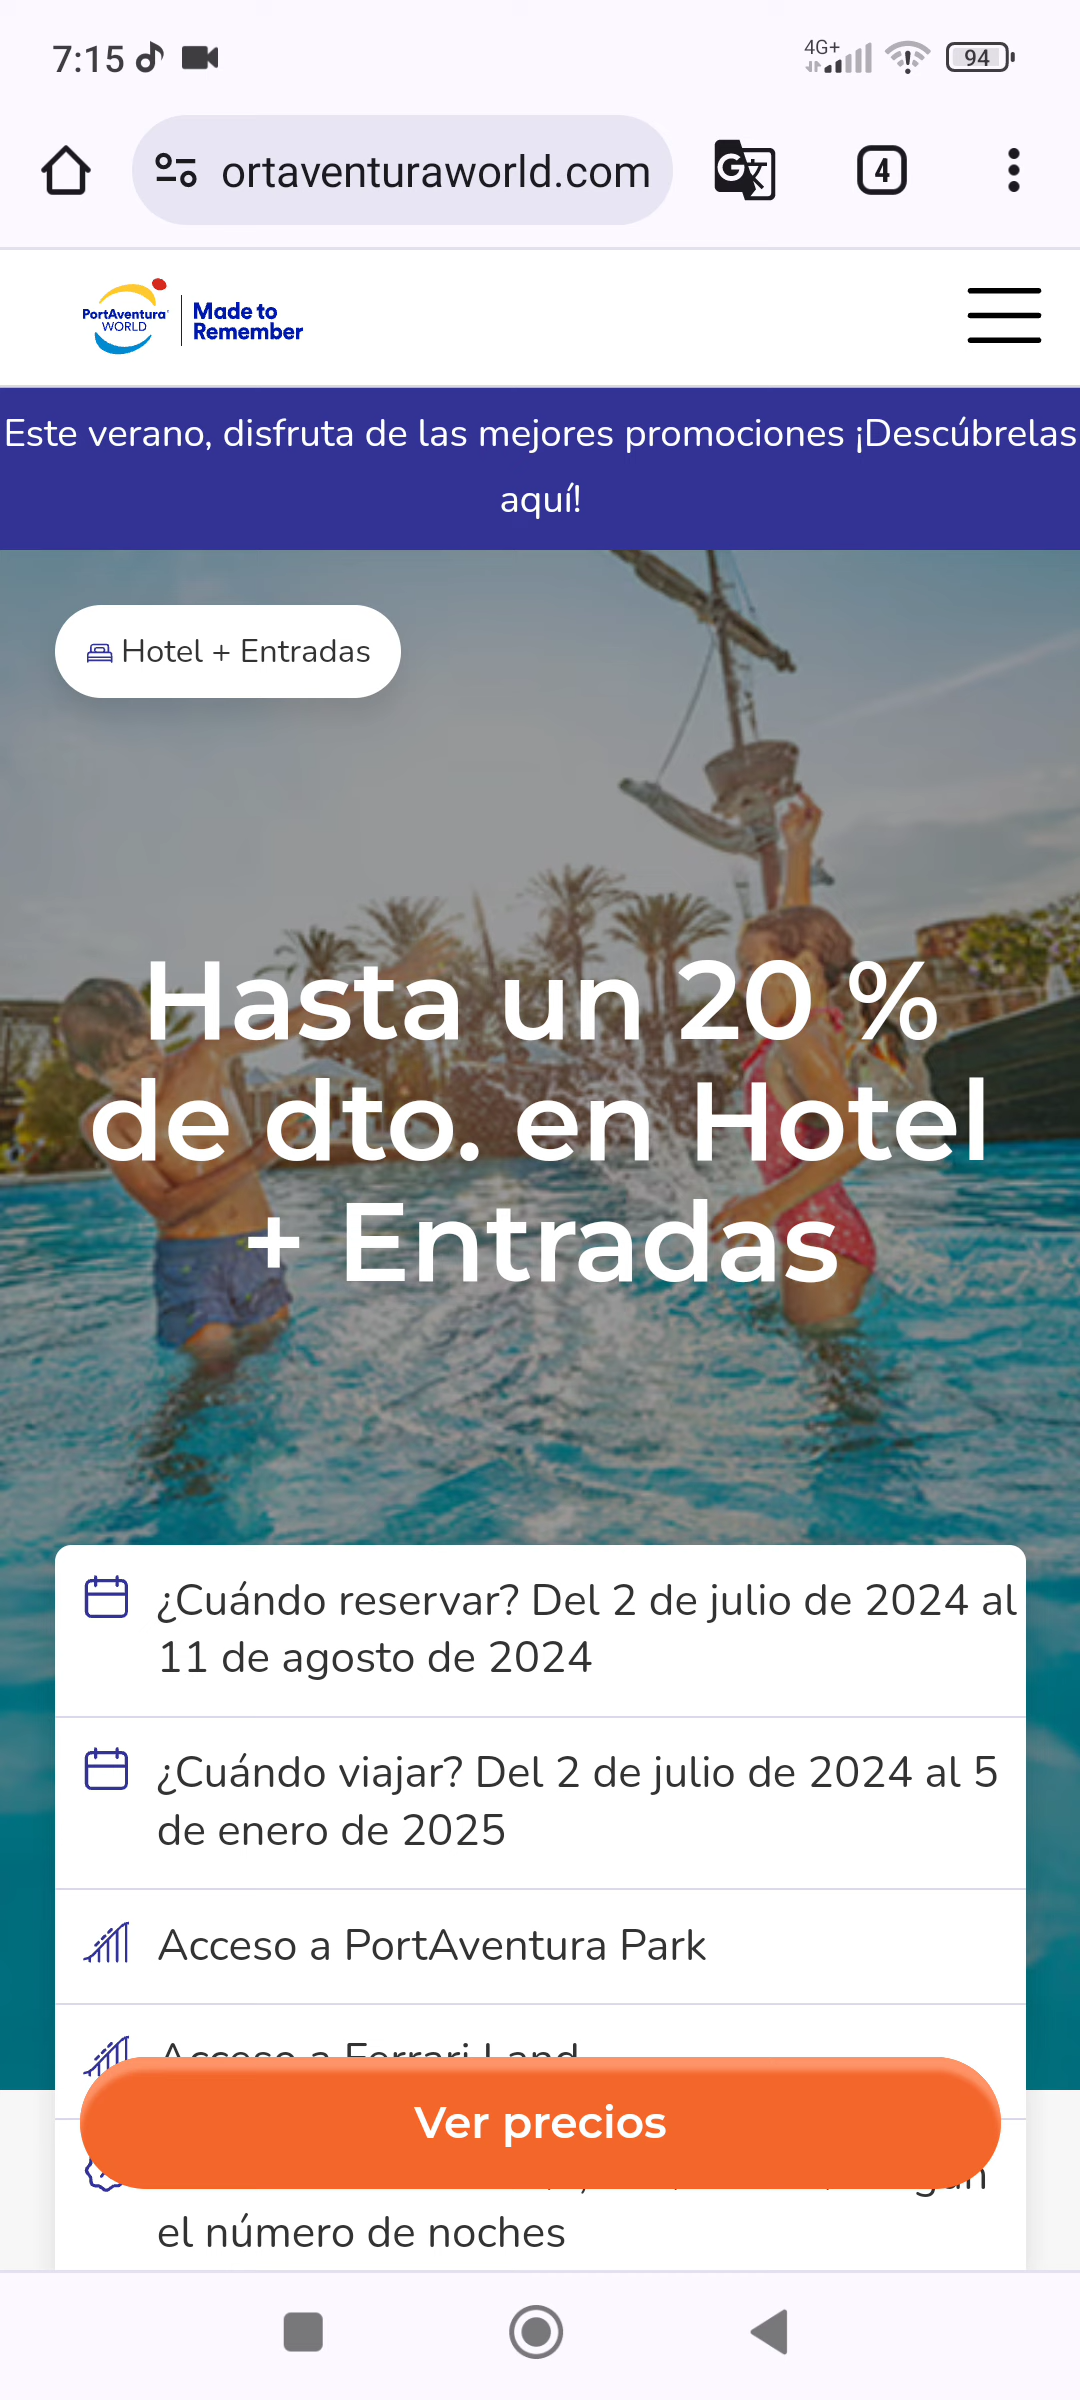 7:15
4G+
94
ortaventuraworld.com
4
PortAventura
WORLD
Made to
Remember
Este verano, disfruta de las mejores promociones ¡Descúbrelas
aquí!
Hotel + Entradas
Hasta un 20 %
de dto. en Hotel
+ Entradas
¿Cuándo reservar? Del 2 de julio de 2024 al
11 de agosto de 2024
¿Cuándo viajar? Del 2 de julio de 2024 al 5
de enero de 2025
Acceso a PortAventura Park
Acceso a Ferrari Land
Ver precios
el número de noches